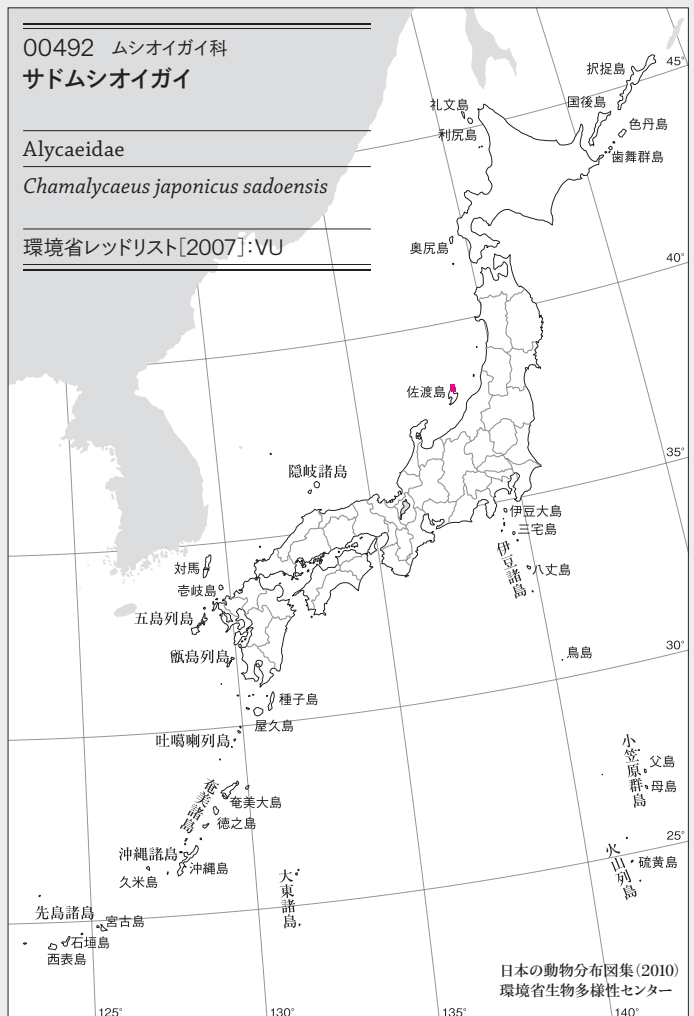 00492 ムシオイガイ科
サドムシオイガイ
Alycaeidae
Chamalycaeus japonicus sadoensis
環境省レッドリスト［2007］：VU
45°
択捉島
礼文島
国後島
利尻島
色丹島
歯舞群島
奥尻島
40°
佐渡島
35°
隠岐諸島
伊豆大島
三宅島
伊豆諸島
八丈島
対馬
壱岐島
五島列島
甑島列島
鳥島
30°
種子島
屋久島
吐噶喇列島
小笠原群島
父島
母島
奄美諸島
奄美大島
徳之島
25°
沖縄諸島
沖縄島
久米島
火山列島
硫黄島
大東諸島
先島諸島
宮古島
石垣島
西表島
日本の動物分布図集（2010）
環境省生物多様性センター
125°
130°
135°
140°